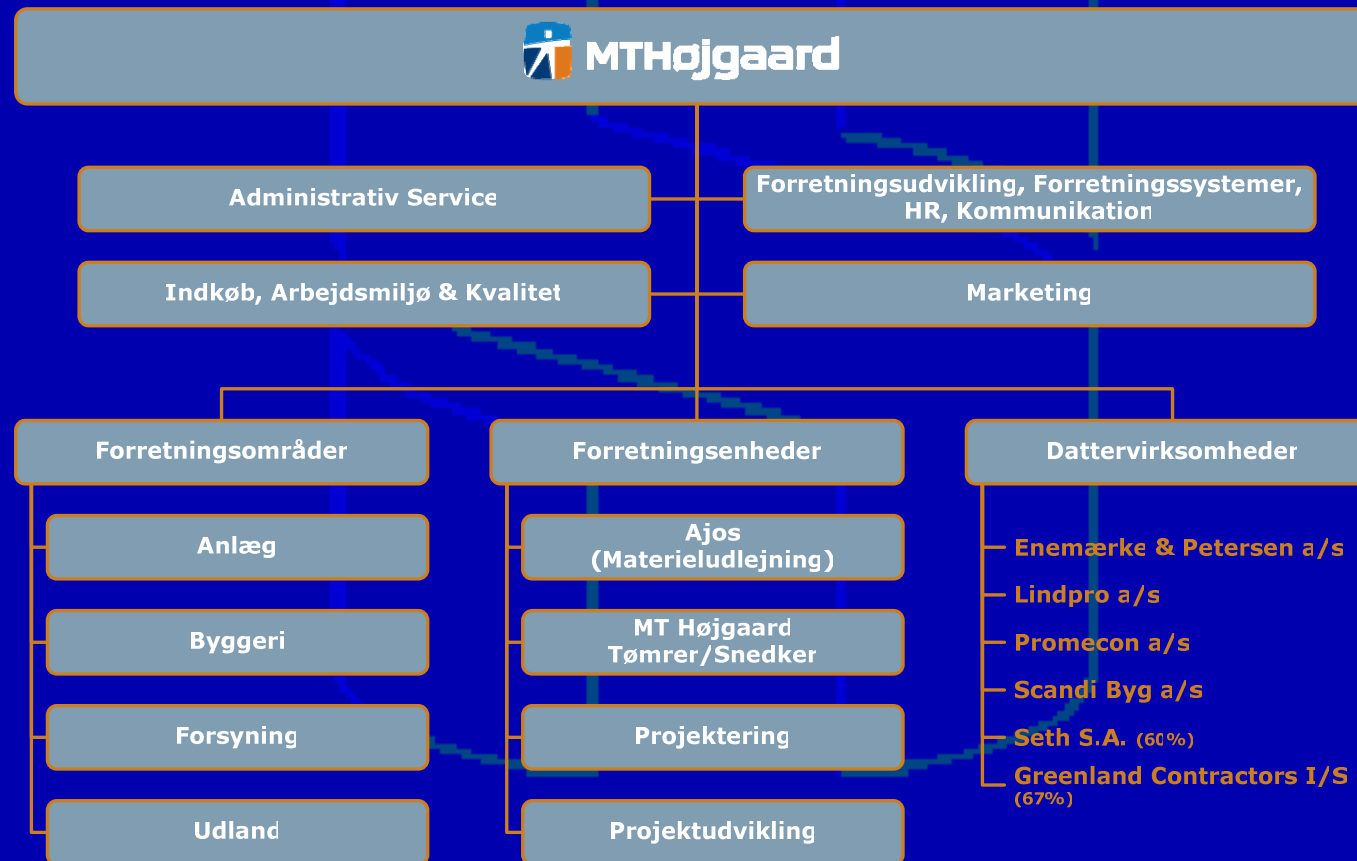 MTHøjgaard
Administrativ Service
Forretningsudvikling, Forretningssystemer,
HR, Kommunikation
Indkøb, Arbejdsmiljø & Kvalitet
Marketing
Forretningsområder
Anlæg
Byggeri
Forsyning
Udland
Forretningsenheder
Ajos
(Materieludlejning)
MT Højgaard
Tømrer/Snedker
Projektering
Projektudvikling
Dattervirksomheder
Enemærke & Petersen a/s
Lindpro a/s
Promecon a/s
Scandi Byg a/s
Seth S.A. (60%)
Greenland Contractors I/S
(67%)